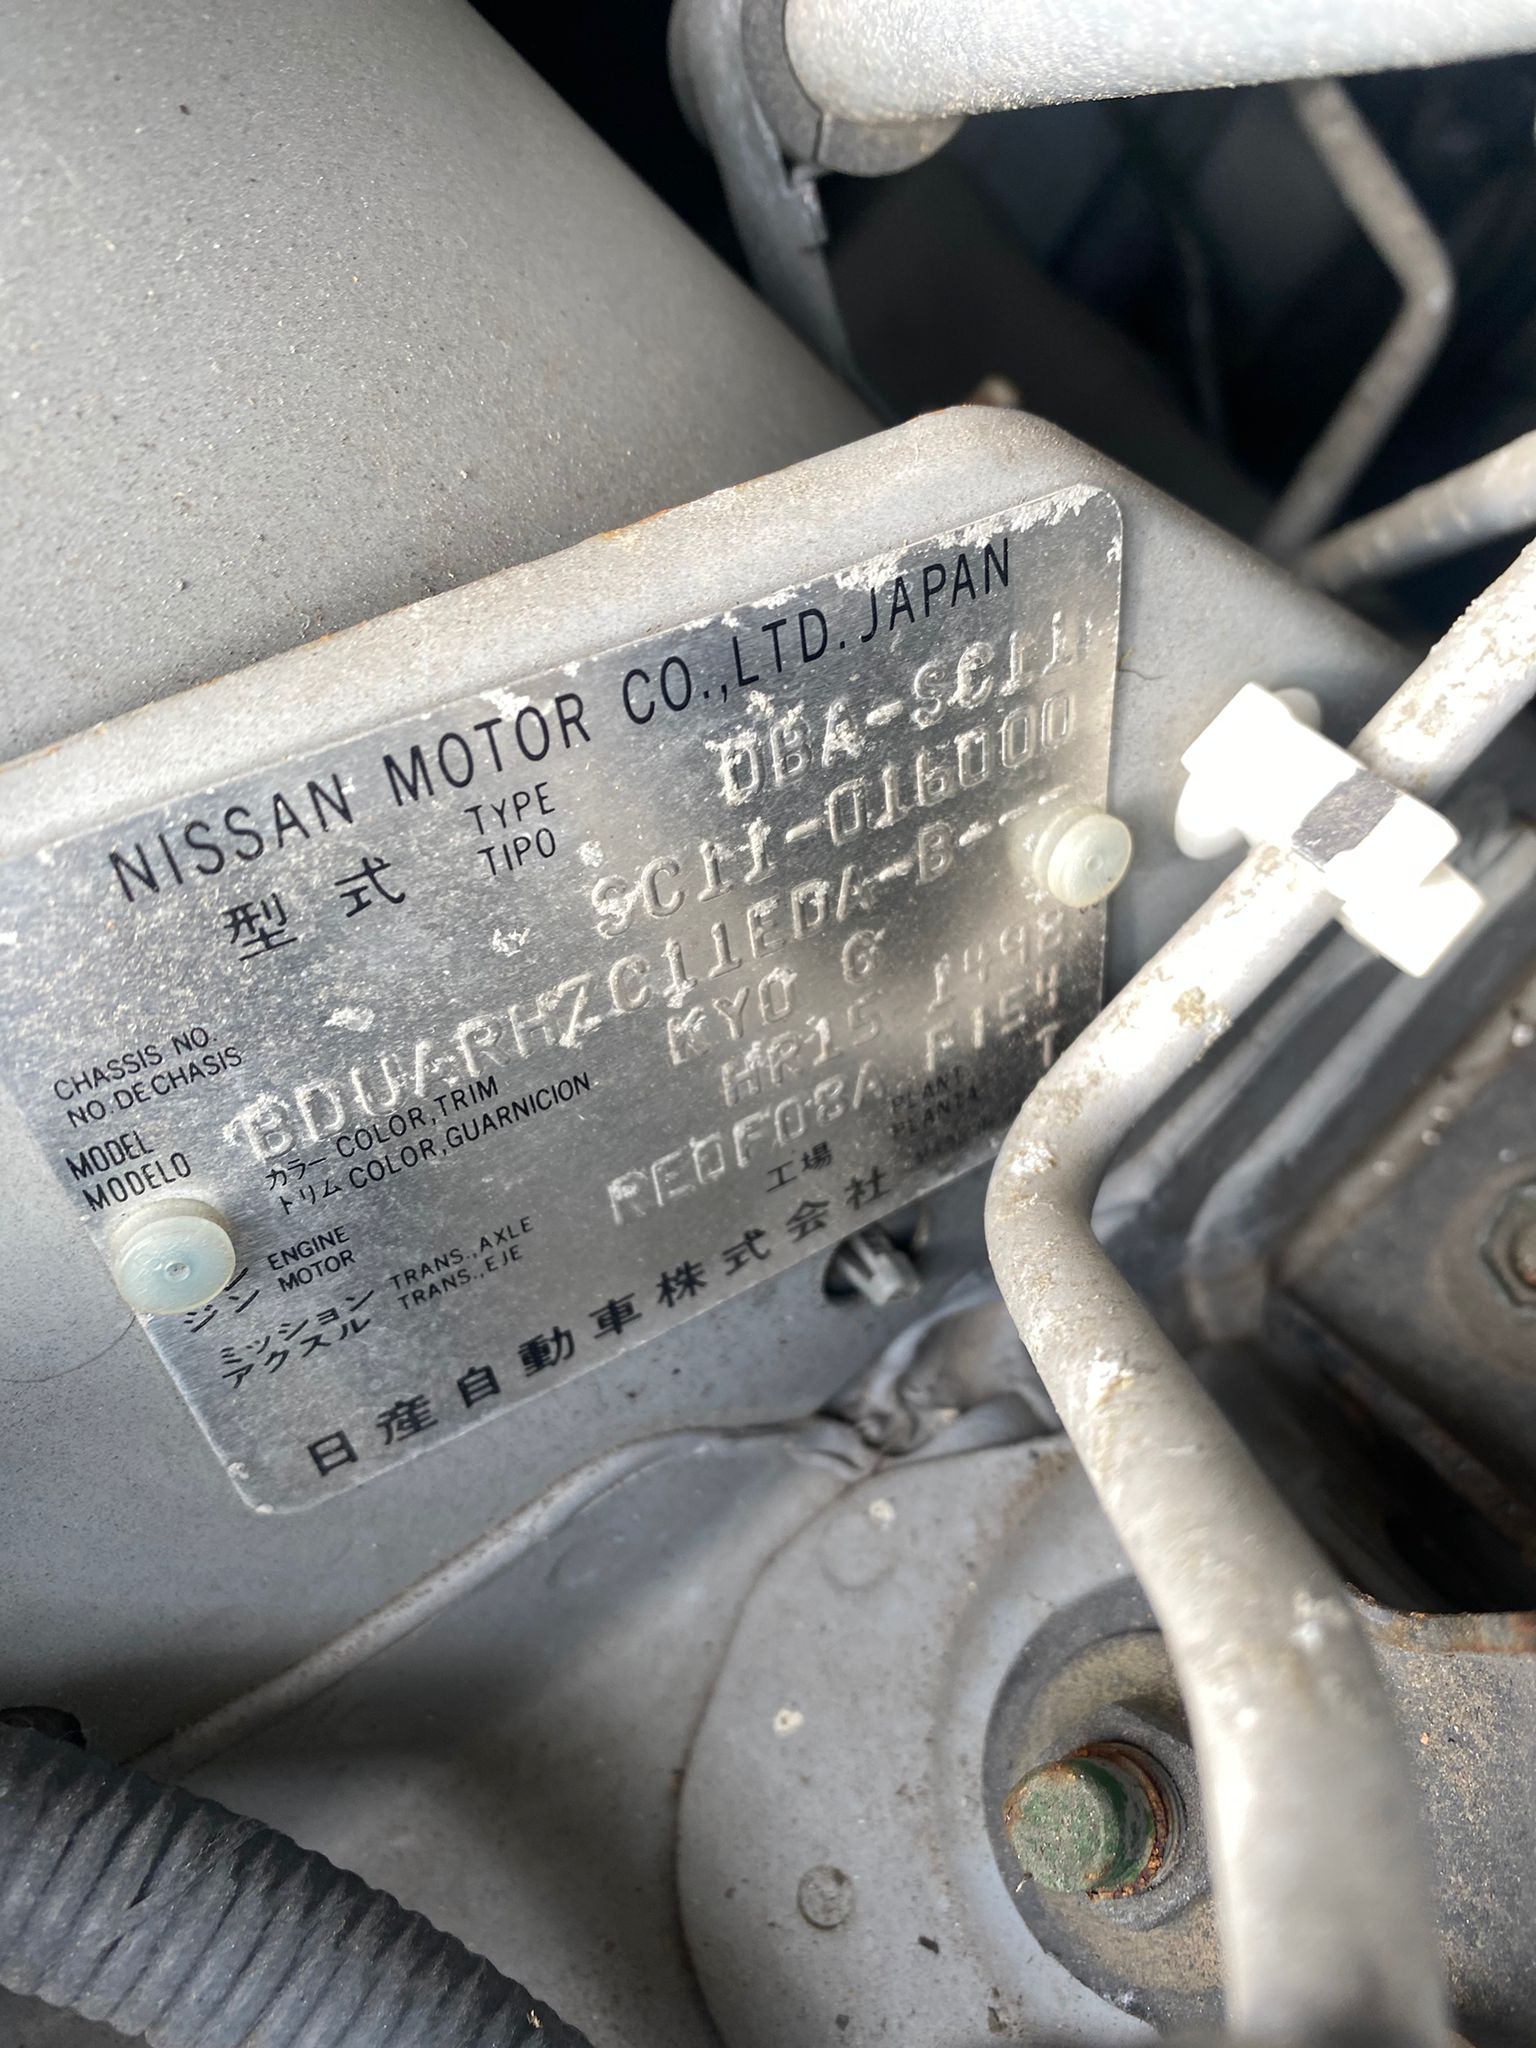 NISSAN MOTOR CO.,LTD. JAPAN
型式 TYPE TIPO DBA-SC11
CHASSIS NO. NO.DE CHASIS SC11-016000
MODEL MODELO BDUARHZC11EDA-B---
カラー COLOR,TRIM トリム COLOR,GUARNICION KY0 G
ジン ENGINE MOTOR HR15 1498
ミッション TRANS.,AXLE アクスル TRANS.,EJE RE0F08A
工場 PLANT PLANTA
日産自動車株式会社